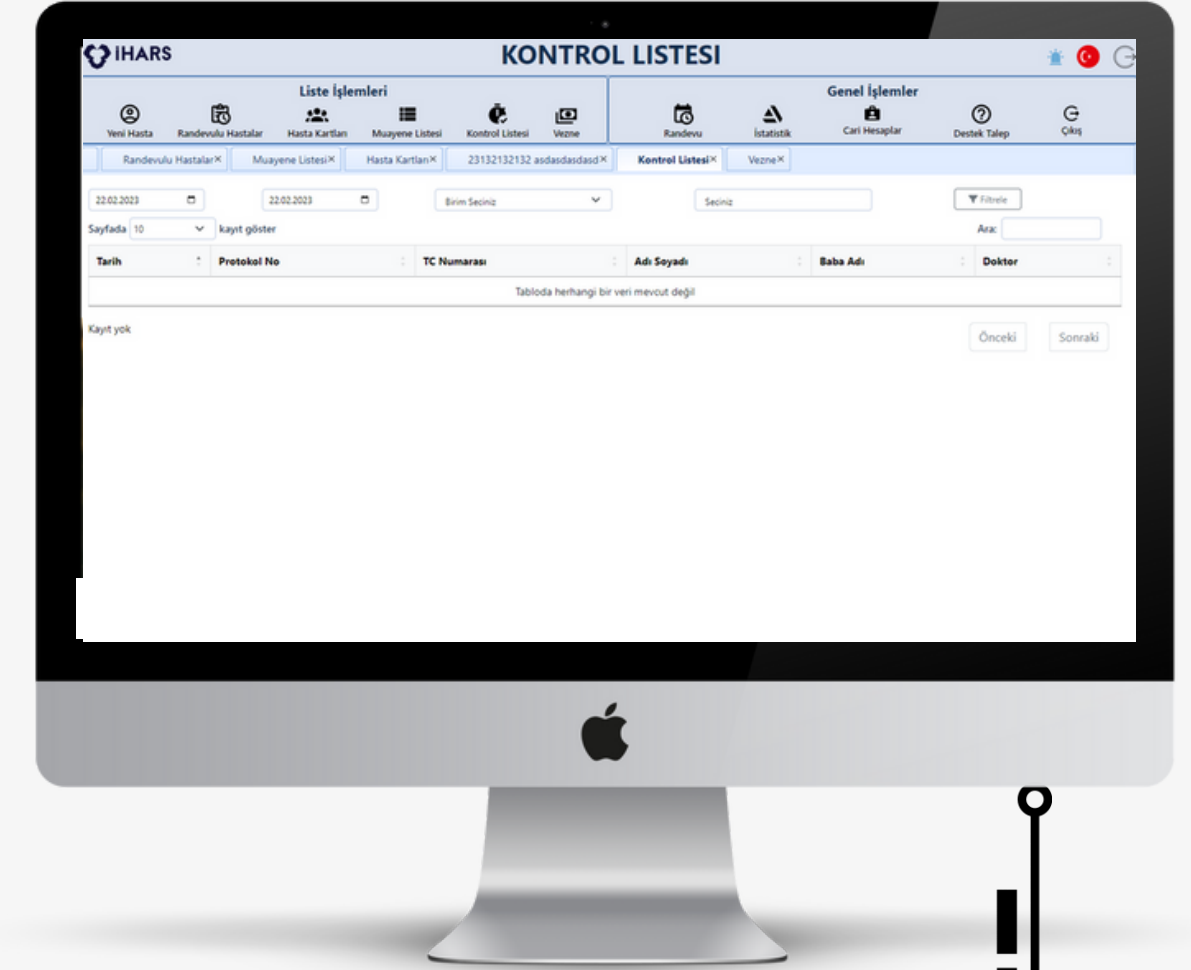 iHARS
KONTROL LISTESI
Liste İşlemleri
Genel İşlemler
Yeni Hasta Randevulu Hastalar Hasta Kartları Muayene Listesi Kontrol Listesi Vezne Randevu İstatistik Cari Hesaplar Destek Talep Çıkış
Randevulu Hastalar× Muayene Listesi× Hasta Kartları× 23132132132 asdasdasdasd× Kontrol Listesi× Vezne×
22.02.2023 22.02.2023 Birim Seciniz Seciniz Filtrele
Sayfada 10 kayıt göster Ara:
Tarih Protokol No TC Numarası Adı Soyadı Baba Adı Doktor
Tabloda herhangi bir veri mevcut değil
Kayıt yok Önceki Sonraki